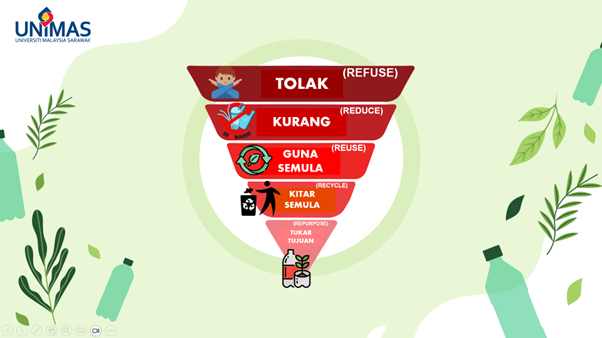 UNIMAS
UNIVERSITI MALAYSIA SARAWAK
TOLAK (REFUSE)
KURANG (REDUCE)
(REUSE)
GUNA
SEMULA
(RECYCLE)
KITAR
SEMULA
(REPURPOSE)
TUKAR
TUJUAN